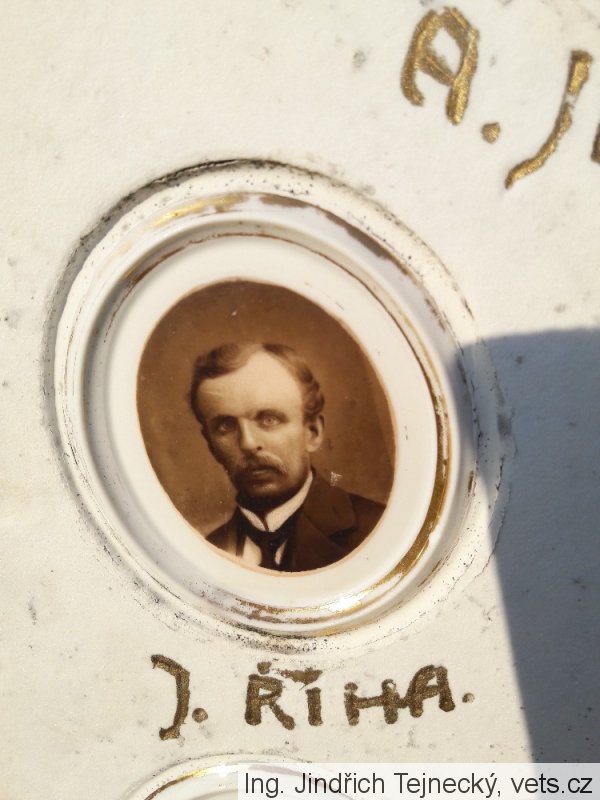 A. J
J. ŘÍHA.
Ing. Jindřich Tejnecký, vets.cz